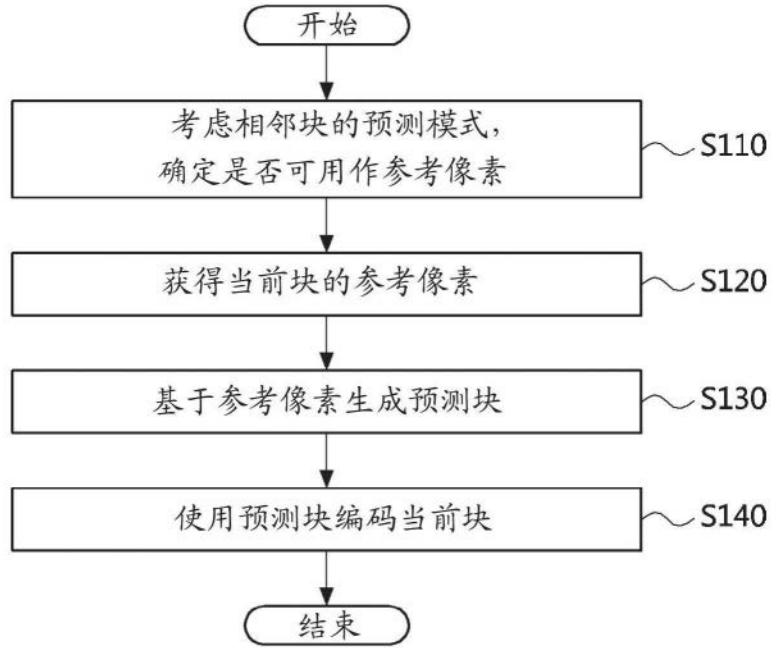 开始
考虑相邻块的预测模式，
确定是否可用作参考像素
S110
获得当前块的参考像素
S120
基于参考像素生成预测块
S130
使用预测块编码当前块
S140
结束